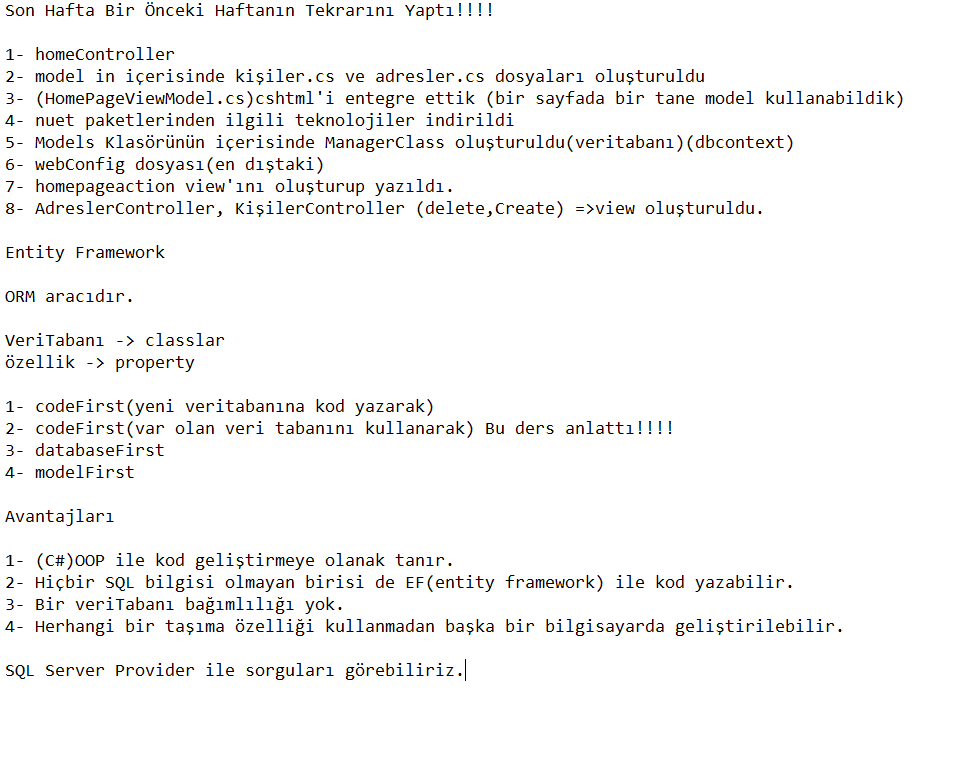 Son Hafta Bir Önceki Haftanın Tekrarını Yaptı!!!!
1- homeController
2- model in içerisinde kişiler.cs ve adresler.cs dosyaları oluşturuldu
3- (HomePageViewModel.cs)cshtml'i entegre ettik (bir sayfada bir tane model kullanabildik)
4- nuet paketlerinden ilgili teknolojiler indirildi
5- Models Klasörünün içerisinde ManagerClass oluşturuldu(veritabanı)(dbcontext)
6- webConfig dosyası(en dıştaki)
7- homepageaction view'ını oluşturup yazıldı.
8- AdreslerController, KişilerController (delete,Create) =>view oluşturuldu.
Entity Framework
ORM aracıdır.
VeriTabanı -> classlar
özellik -> property
1- codeFirst(yeni veritabanına kod yazarak)
2- codeFirst(var olan veri tabanını kullanarak) Bu ders anlattı!!!!
3- databaseFirst
4- modelFirst
Avantajları
1- (C#)OOP ile kod geliştirmeye olanak tanır.
2- Hiçbir SQL bilgisi olmayan birisi de EF(entity framework) ile kod yazabilir.
3- Bir veriTabanı bağımlılığı yok.
4- Herhangi bir taşıma özelliği kullanmadan başka bir bilgisayarda geliştirilebilir.
SQL Server Provider ile sorguları görebiliriz.